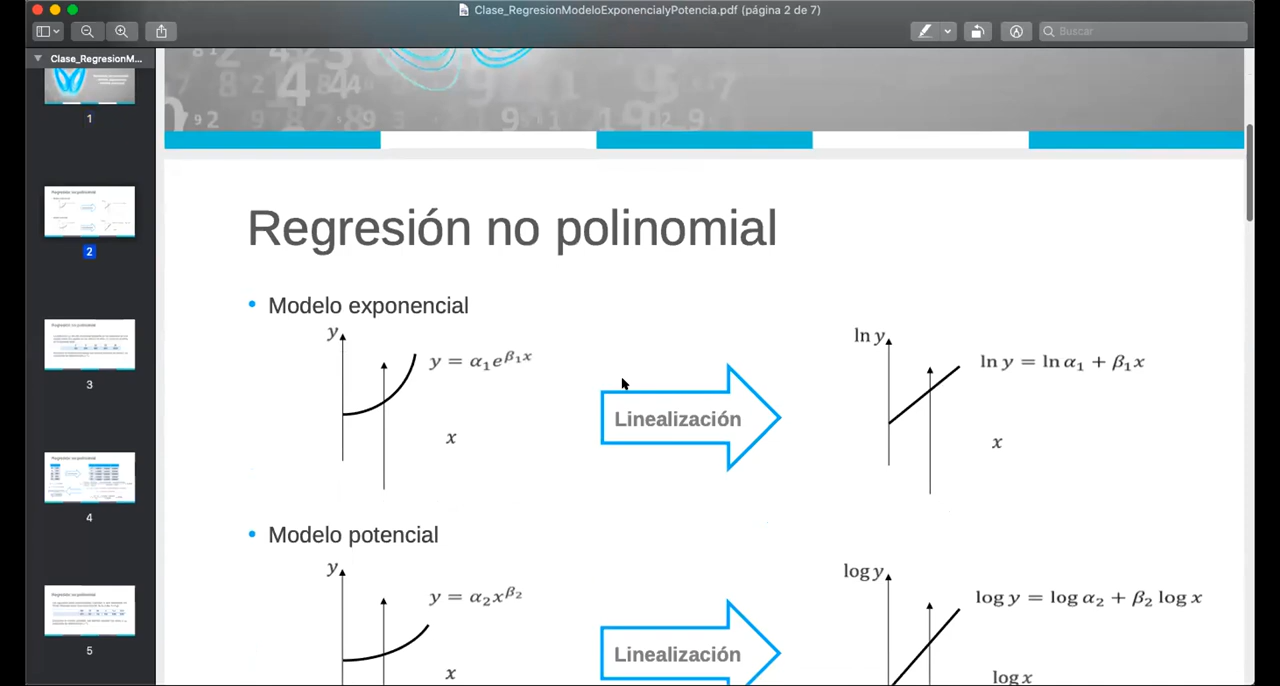 Clase_RegresionModeloExponencialyPotencia.pdf (página 2 de 7)
Buscar
Clase_RegresionM...
1
2
3
4
5
Regresión no polinomial
• Modelo exponencial
y
y = α₁e^{β₁x}
x
Linealización
ln y
ln y = ln α₁ + β₁x
x
• Modelo potencial
y
y = α₂x^{β₂}
x
Linealización
log y
log y = log α₂ + β₂ log x
log x